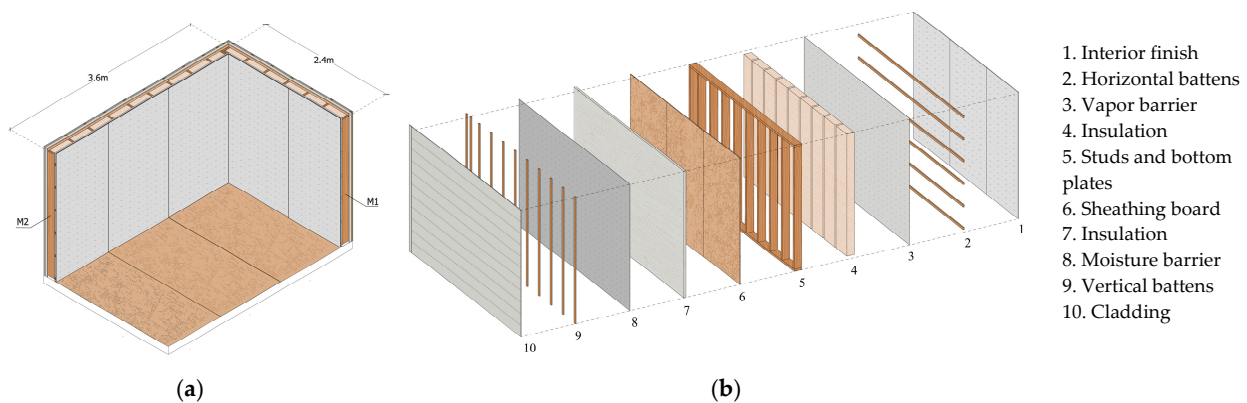 3.6m
2.4m
M2
M1
1
2
3
4
5
6
7
8
9
10
1. Interior finish
2. Horizontal battens
3. Vapor barrier
4. Insulation
5. Studs and bottom
plates
6. Sheathing board
7. Insulation
8. Moisture barrier
9. Vertical battens
10. Cladding
(a)
(b)